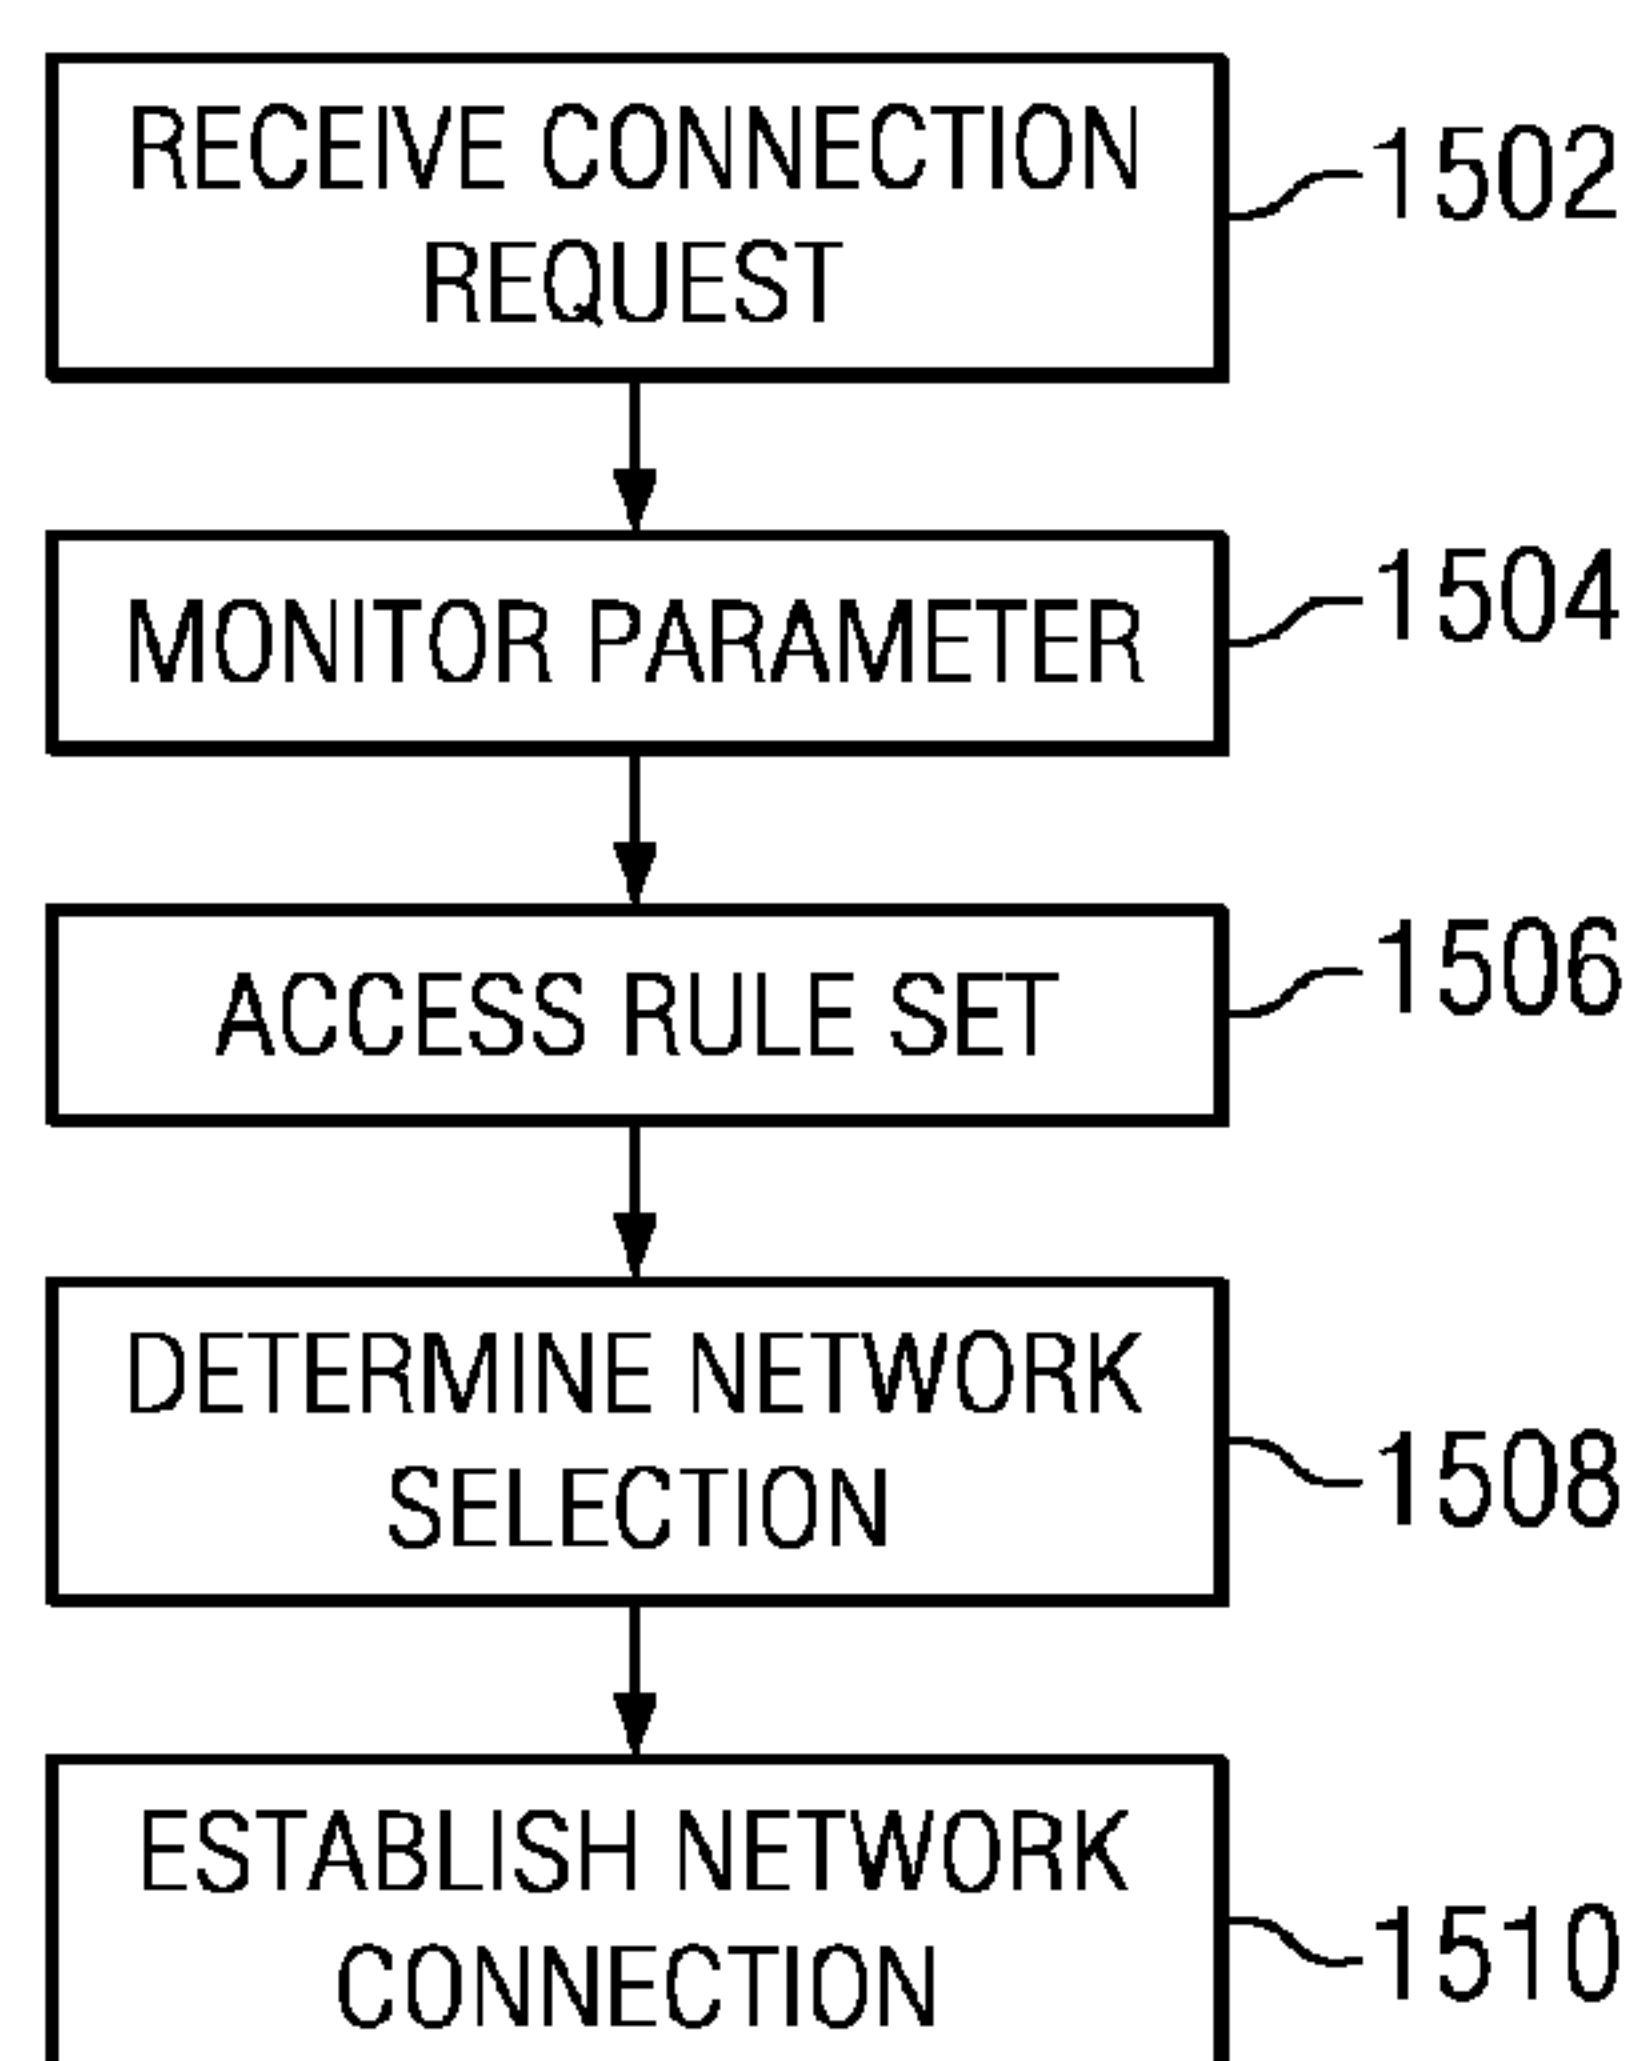 RECEIVE CONNECTION
REQUEST
1502
MONITOR PARAMETER
1504
ACCESS RULE SET
1506
DETERMINE NETWORK
SELECTION
1508
ESTABLISH NETWORK
CONNECTION
1510